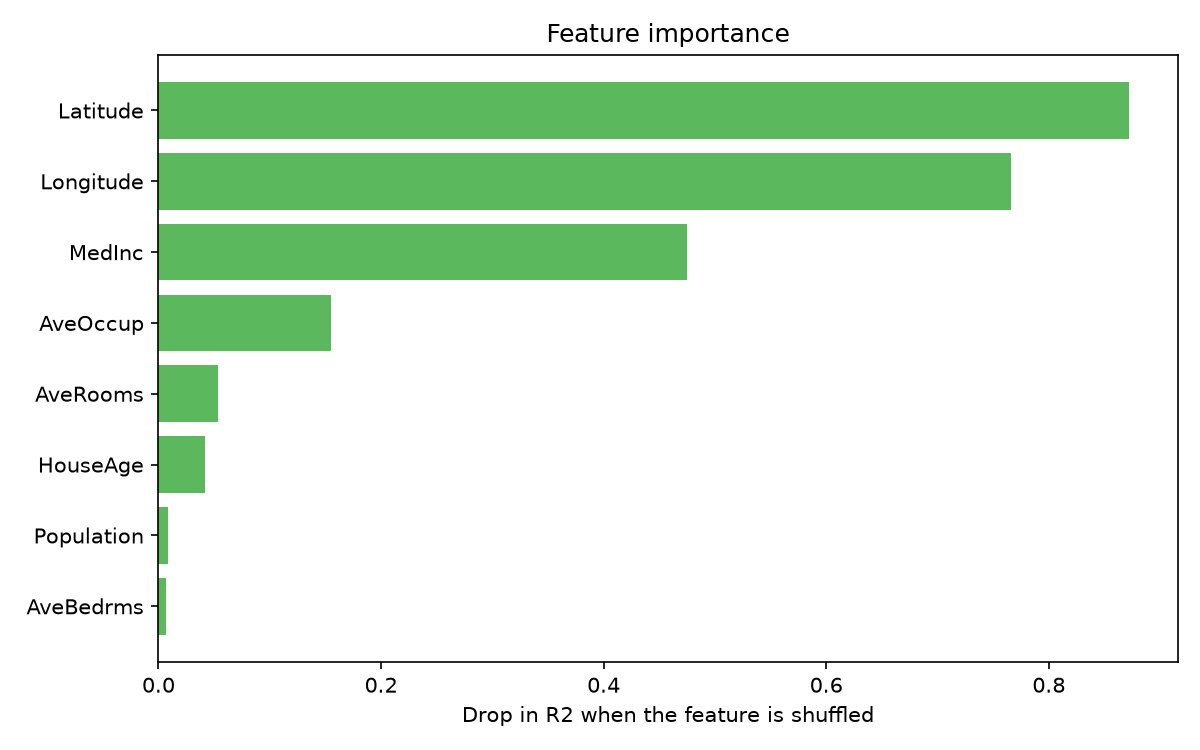 Feature importance
Latitude
Longitude
MedInc
AveOccup
AveRooms
HouseAge
Population
AveBedrms
0.0 0.2 0.4 0.6 0.8
Drop in R2 when the feature is shuffled